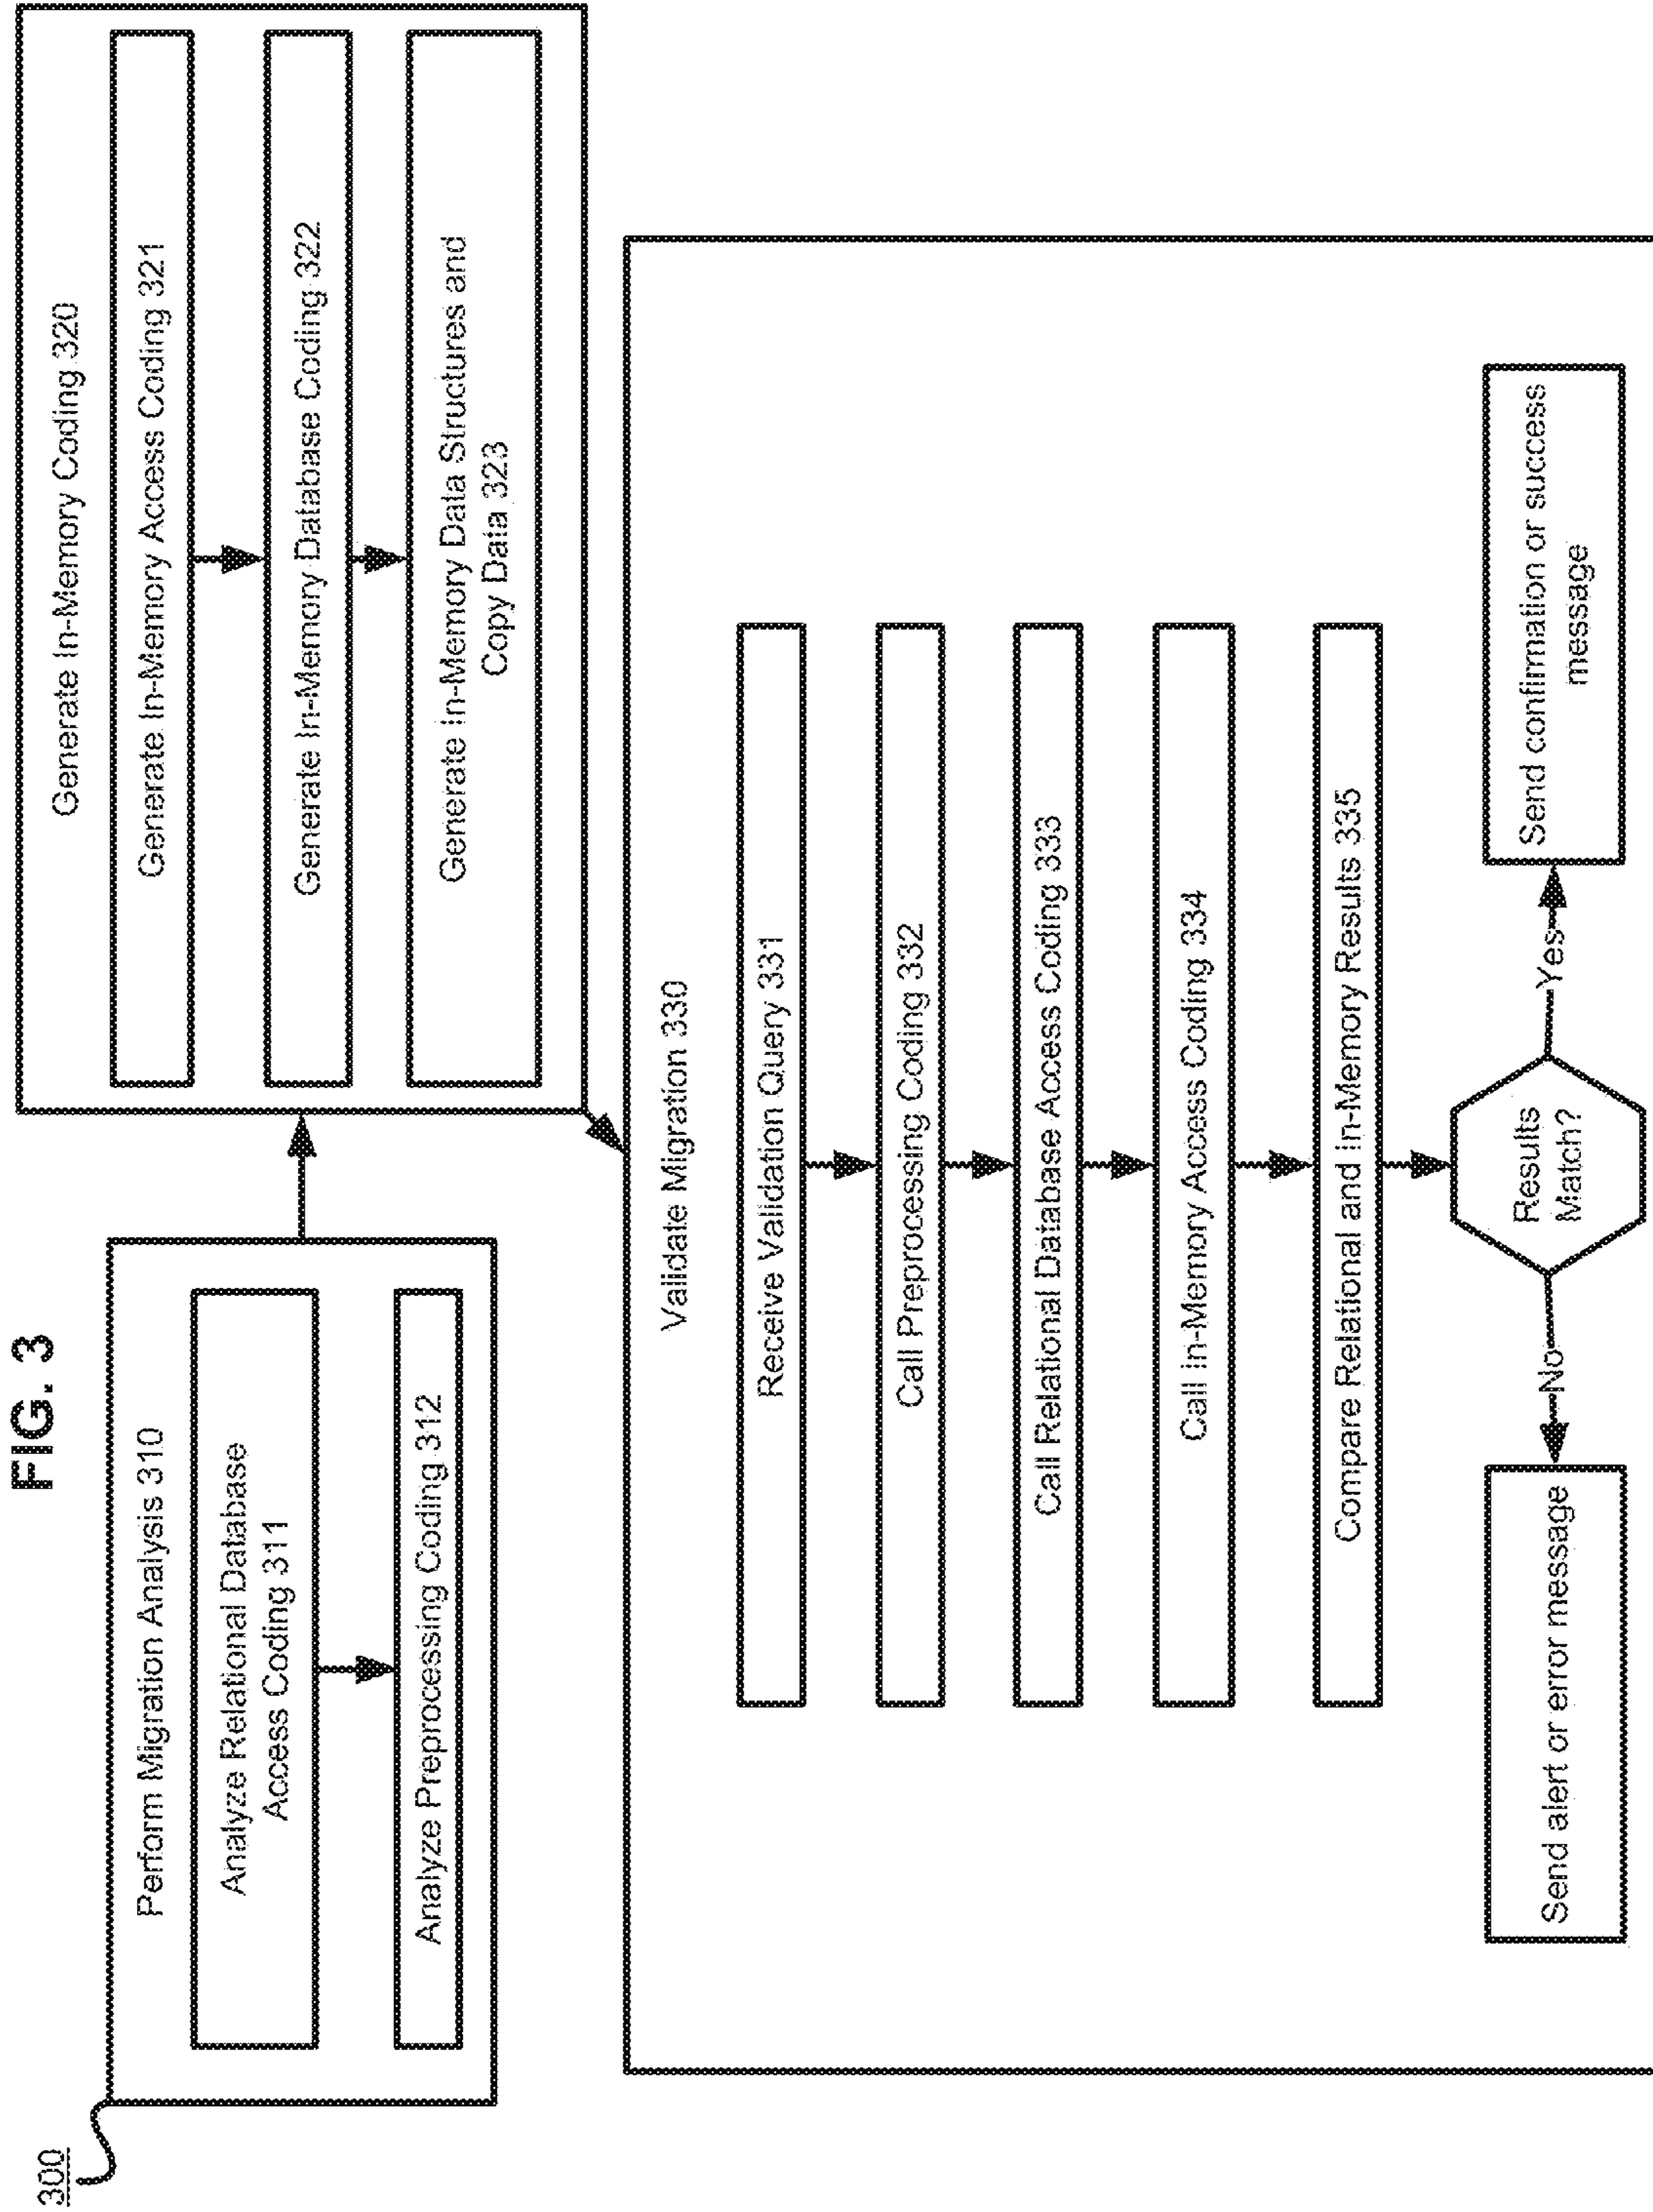 FIG. 3
300
Perform Migration Analysis 310
Analyze Relational Database
Access Coding 311
Analyze Preprocessing Coding 312
Generate In-Memory Coding 320
Generate In-Memory Access Coding 321
Generate In-Memory Database Coding 322
Generate In-Memory Data Structures and
Copy Data 323
Validate Migration 330
Receive Validation Query 331
Call Preprocessing Coding 332
Call Relational Database Access Coding 333
Call In-Memory Access Coding 334
Compare Relational and In-Memory Results 335
Results
Match?
No
Yes
Send alert or error message
Send confirmation or success
message